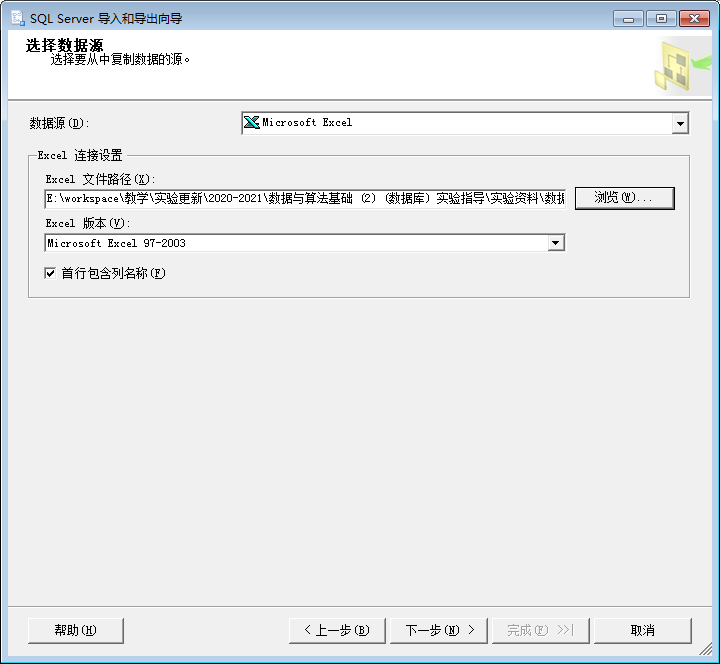 SQL Server 导入和导出向导
选择数据源
选择要从中复制数据的源。
数据源(D):
Microsoft Excel
Excel 连接设置
Excel 文件路径(X):
E:\workspace\教学\实验更新\2020-2021\数据与算法基础 (2) (数据库) 实验指导\实验资料\数据
浏览(W)...
Excel 版本(V):
Microsoft Excel 97-2003
首行包含列名称(F)
帮助(H)
< 上一步(B)
下一步(N) >
完成(F) >>|
取消